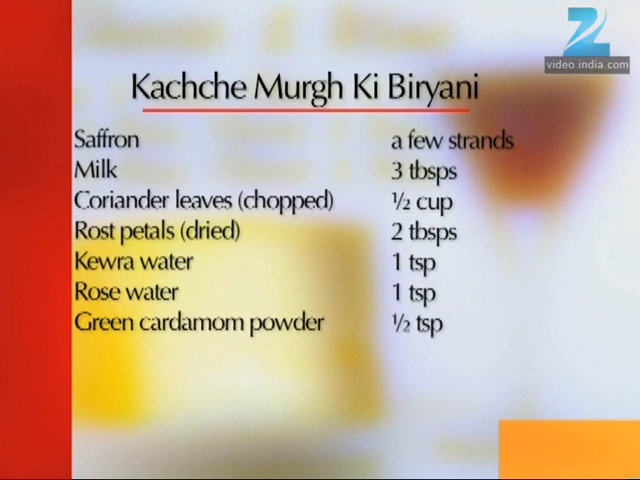 Z
video.india.com
Kachche Murgh Ki Biryani
Saffron a few strands
Milk 3 tbsps
Coriander leaves (chopped) ½ cup
Rost petals (dried) 2 tbsps
Kewra water 1 tsp
Rose water 1 tsp
Green cardamom powder ½ tsp